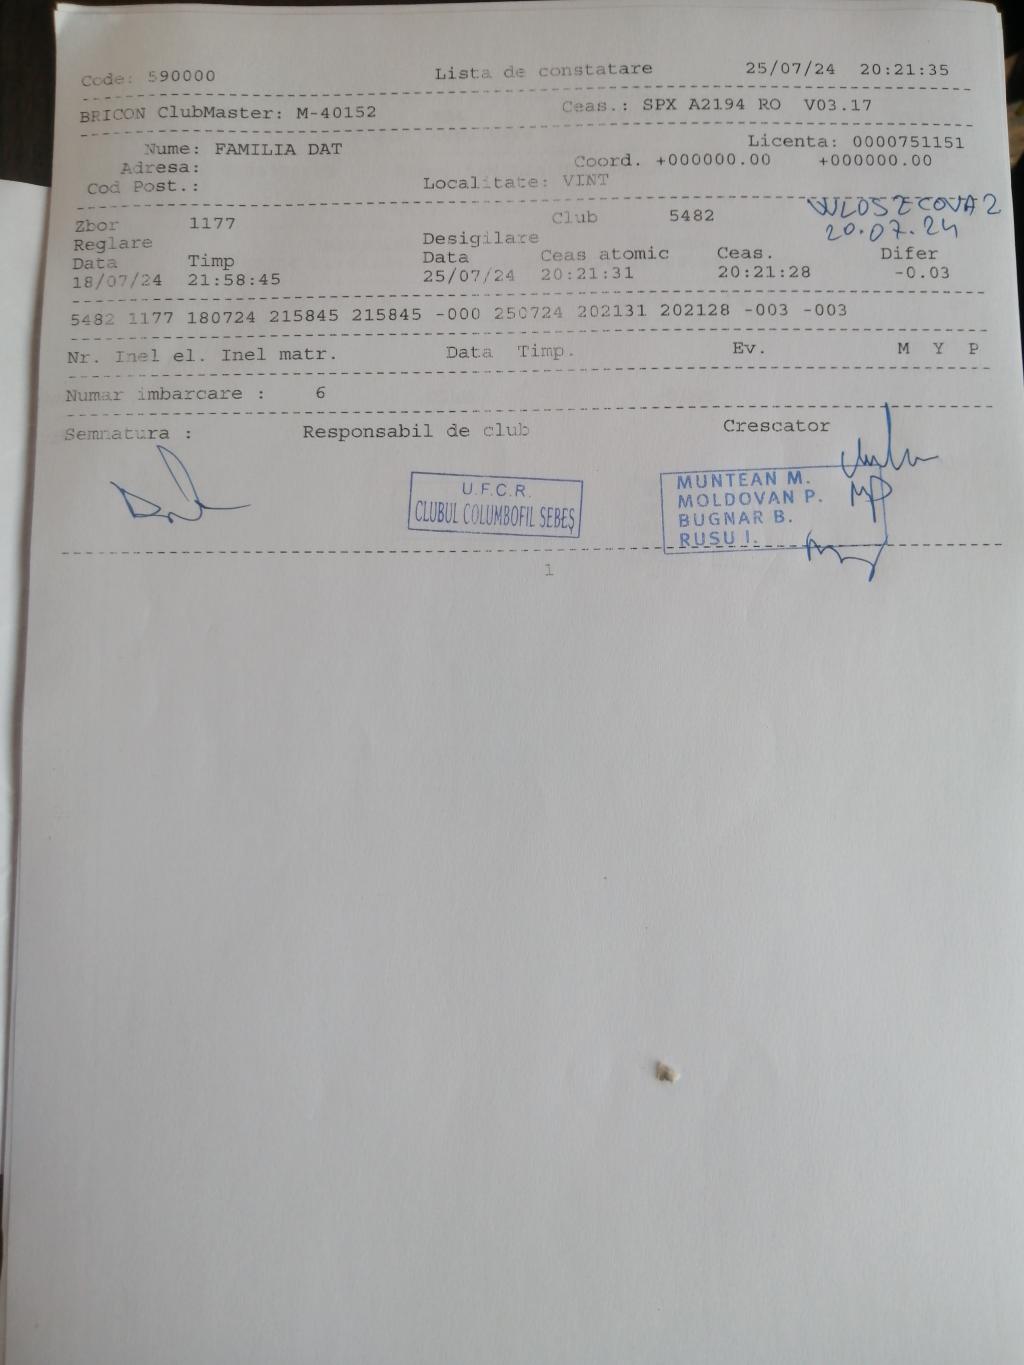 Code: 590000 Lista de constatare 25/07/24 20:21:35
BRICON ClubMaster: M-40152 Ceas.: SPX A2194 RO V03.17
Nume: FAMILIA DAT Licenta: 0000751151
Adresa: Coord. +000000.00 +000000.00
Cod Post.: Localitate: VINT
Zbor 1177 Club 5482 WLOSZCOVA 2
20.07.24
Reglare Desigilare
Data Timp Data Ceas atomic Ceas. Difer
18/07/24 21:58:45 25/07/24 20:21:31 20:21:28 -0.03
5482 1177 180724 215845 215845 -000 250724 202131 202128 -003 -003
Nr. Inel el. Inel matr. Data Timp. Ev. M Y P
Numar imbarcare : 6
Semnatura : Responsabil de club Crescator
U.F.C.R.
CLUBUL COLUMBOFIL SEBEȘ
MUNTEAN M.
MOLDOVAN P.
BUGNAR B.
RUSU I.
1